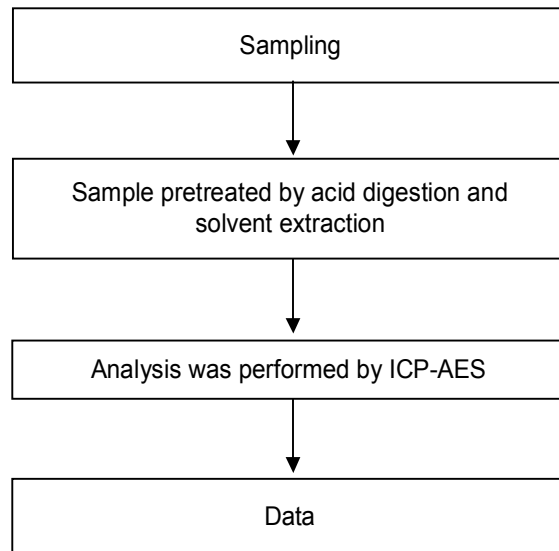 Sampling
Sample pretreated by acid digestion and
solvent extraction
Analysis was performed by ICP-AES
Data